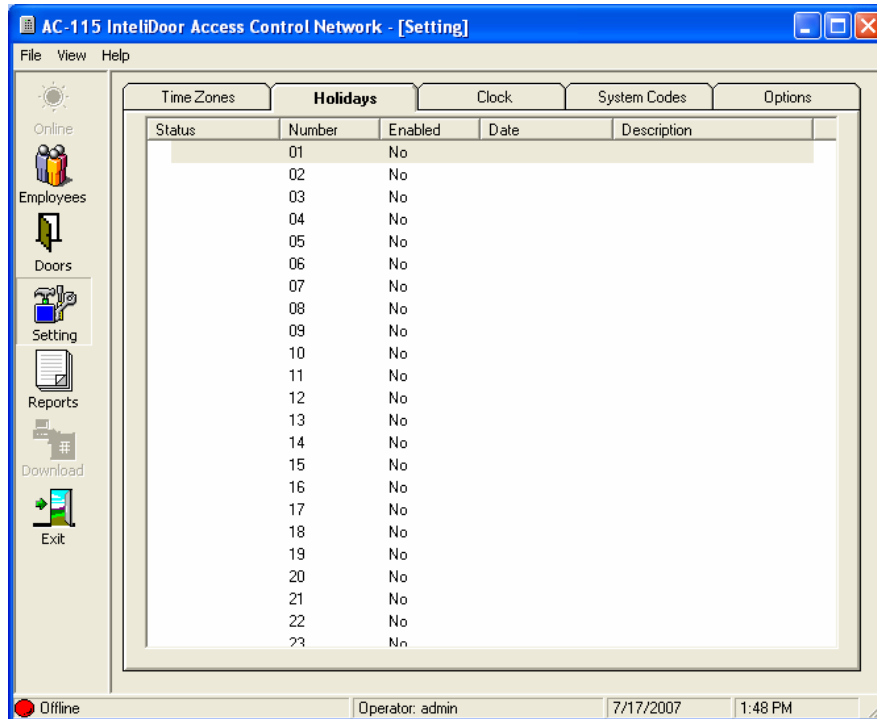 AC-115 InteliDoor Access Control Network - [Setting]
File View Help
Online
Employees
Doors
Setting
Reports
Download
Exit
Time Zones Holidays Clock System Codes Options
Status Number Enabled Date Description
01 No
02 No
03 No
04 No
05 No
06 No
07 No
08 No
09 No
10 No
11 No
12 No
13 No
14 No
15 No
16 No
17 No
18 No
19 No
20 No
21 No
22 No
23 No
Offline Operator: admin 7/17/2007 1:48 PM